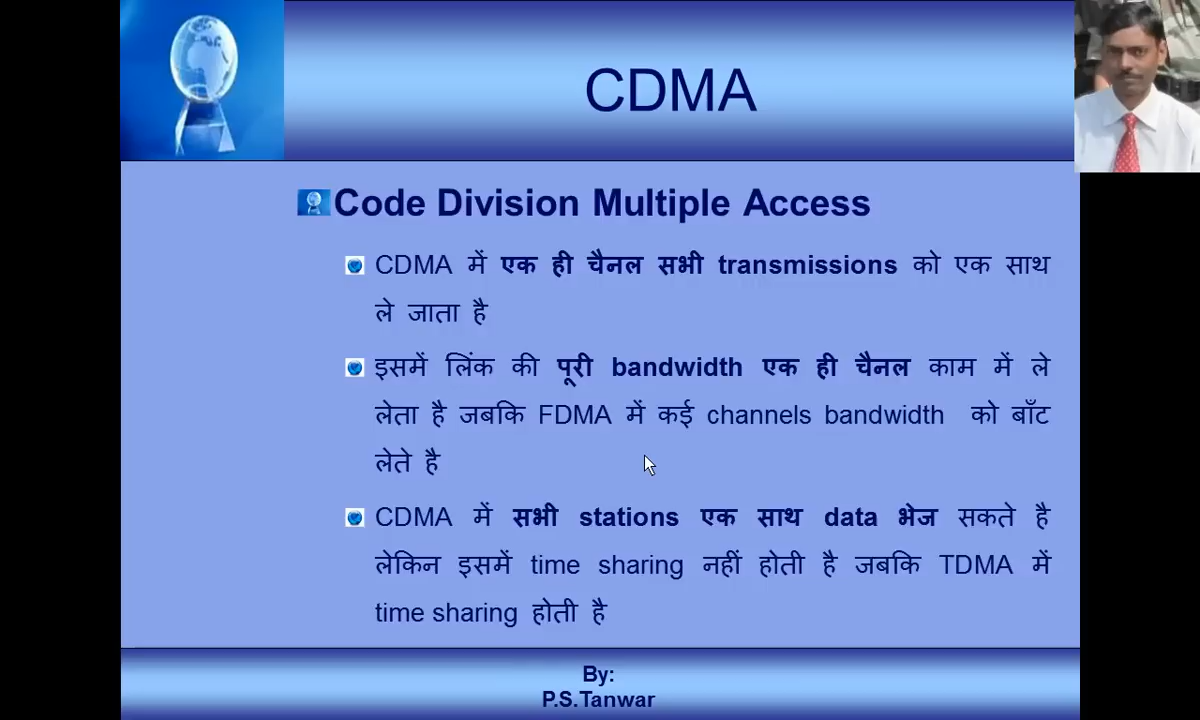 CDMA
Code Division Multiple Access
CDMA में एक ही चैनल सभी transmissions को एक साथ
ले जाता है
इसमें लिंक की पूरी bandwidth एक ही चैनल काम में ले
लेता है जबकि FDMA में कई channels bandwidth को बाँट
लेते है
CDMA में सभी stations एक साथ data भेज सकते है
लेकिन इसमें time sharing नहीं होती है जबकि TDMA में
time sharing होती है
By:
P.S.Tanwar